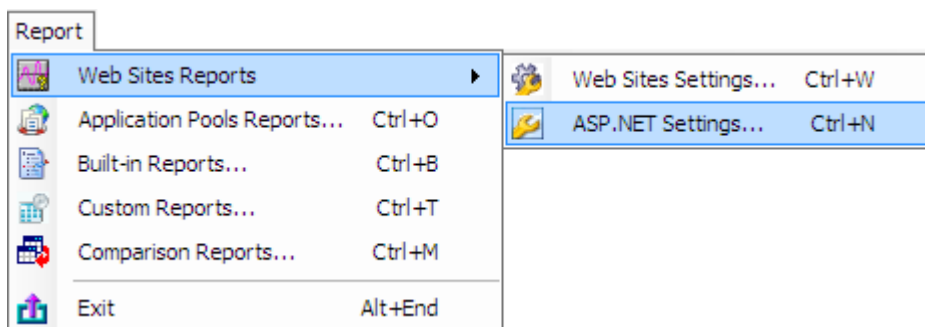 Report
Web Sites Reports
Application Pools Reports... Ctrl+O
Built-in Reports... Ctrl+B
Custom Reports... Ctrl+T
Comparison Reports... Ctrl+M
Exit Alt+End
Web Sites Settings... Ctrl+W
ASP.NET Settings... Ctrl+N